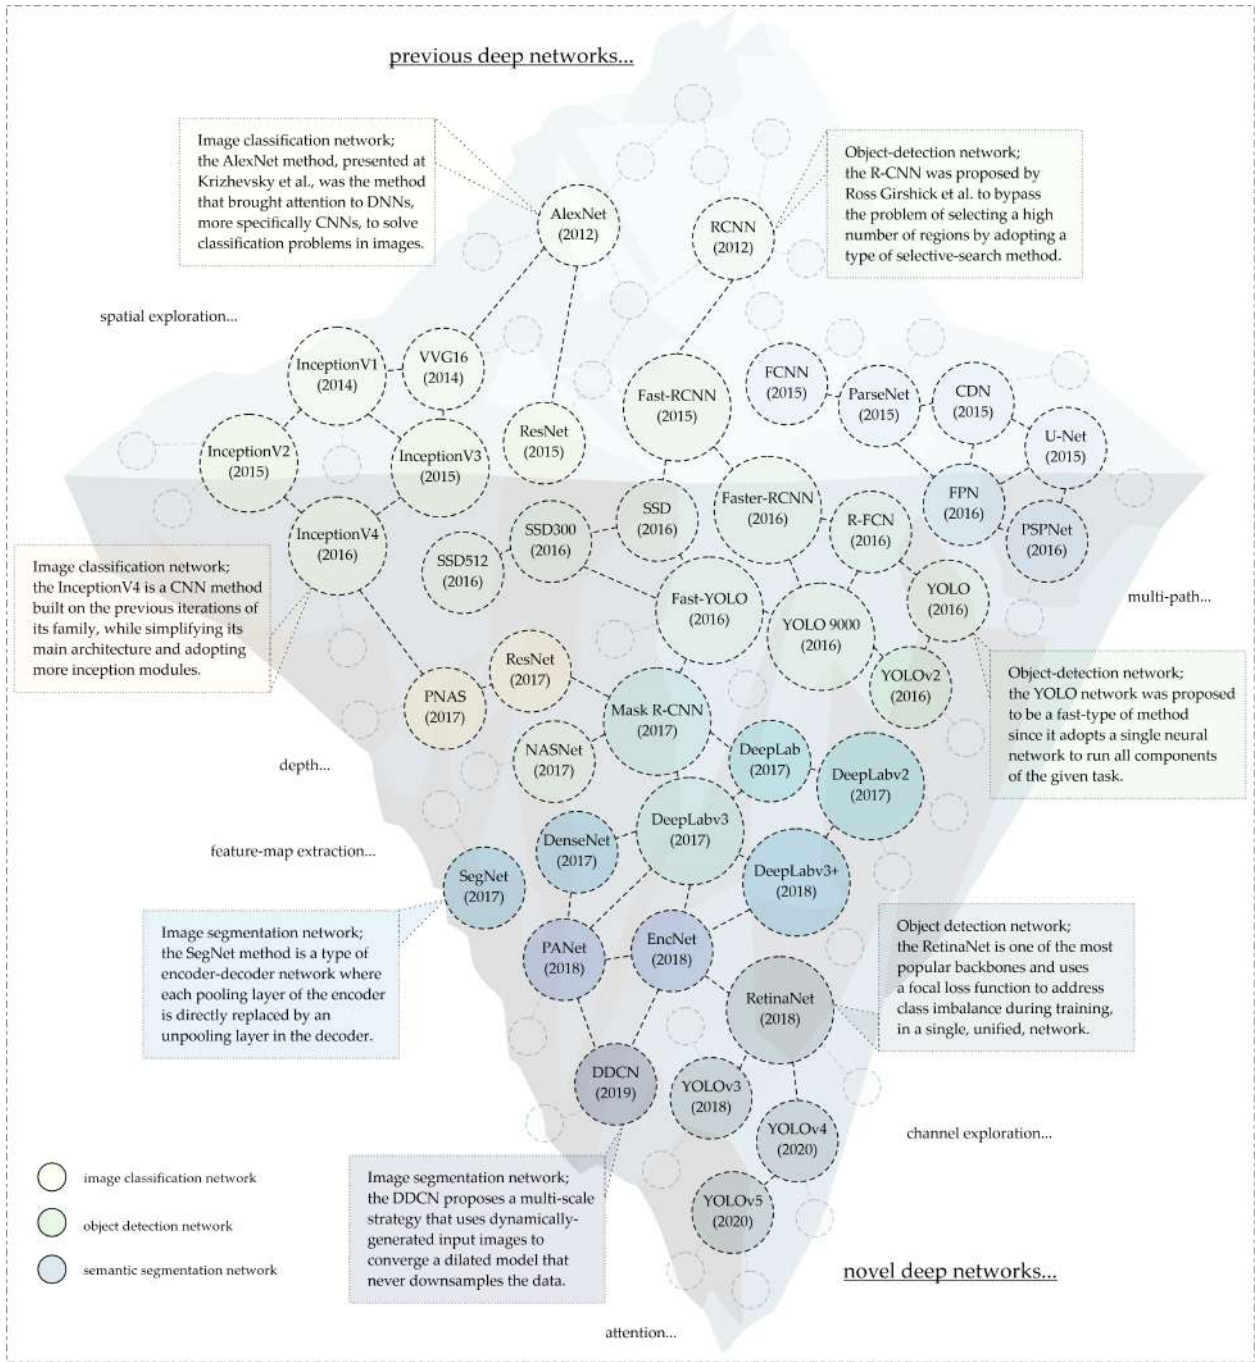 previous deep networks...
Image classification network;
the AlexNet method, presented at
Krizhevsky et al., was the method
that brought attention to DNNs,
more specifically CNNs, to solve
classification problems in images.
Object-detection network;
the R-CNN was proposed by
Ross Girshick et al. to bypass
the problem of selecting a high
number of regions by adopting a
type of selective-search method.
AlexNet
(2012)
RCNN
(2012)
spatial exploration...
InceptionV1
(2014)
VVG16
(2014)
Fast-RCNN
(2015)
FCNN
(2015)
ParseNet
(2015)
CDN
(2015)
U-Net
(2015)
InceptionV2
(2015)
InceptionV3
(2015)
ResNet
(2015)
InceptionV4
(2016)
SSD512
(2016)
SSD300
(2016)
SSD
(2016)
Faster-RCNN
(2016)
R-FCN
(2016)
FPN
(2016)
PSPNet
(2016)
Image classification network;
the InceptionV4 is a CNN method
built on the previous iterations of
its family, while simplifying its
main architecture and adopting
more inception modules.
Fast-YOLO
(2016)
YOLO 9000
(2016)
YOLO
(2016)
multi-path...
YOLOv2
(2016)
Object-detection network;
the YOLO network was proposed
to be a fast-type of method
since it adopts a single neural
network to run all components
of the given task.
PNAS
(2017)
ResNet
(2017)
Mask R-CNN
(2017)
NASNet
(2017)
DeepLab
(2017)
DeepLabv2
(2017)
depth...
DeepLabv3
(2017)
DenseNet
(2017)
feature-map extraction...
SegNet
(2017)
DeepLabv3+
(2018)
Image segmentation network;
the SegNet method is a type of
encoder-decoder network where
each pooling layer of the encoder
is directly replaced by an
unpooling layer in the decoder.
PANet
(2018)
EncNet
(2018)
RetinaNet
(2018)
Object detection network;
the RetinaNet is one of the most
popular backbones and uses
a focal loss function to address
class imbalance during training,
in a single, unified, network.
DDCN
(2019)
YOLOv3
(2018)
YOLOv4
(2020)
channel exploration...
YOLOv5
(2020)
image classification network
object detection network
semantic segmentation network
Image segmentation network;
the DDCN proposes a multi-scale
strategy that uses dynamically-
generated input images to
converge a dilated model that
never downsamples the data.
novel deep networks...
attention...